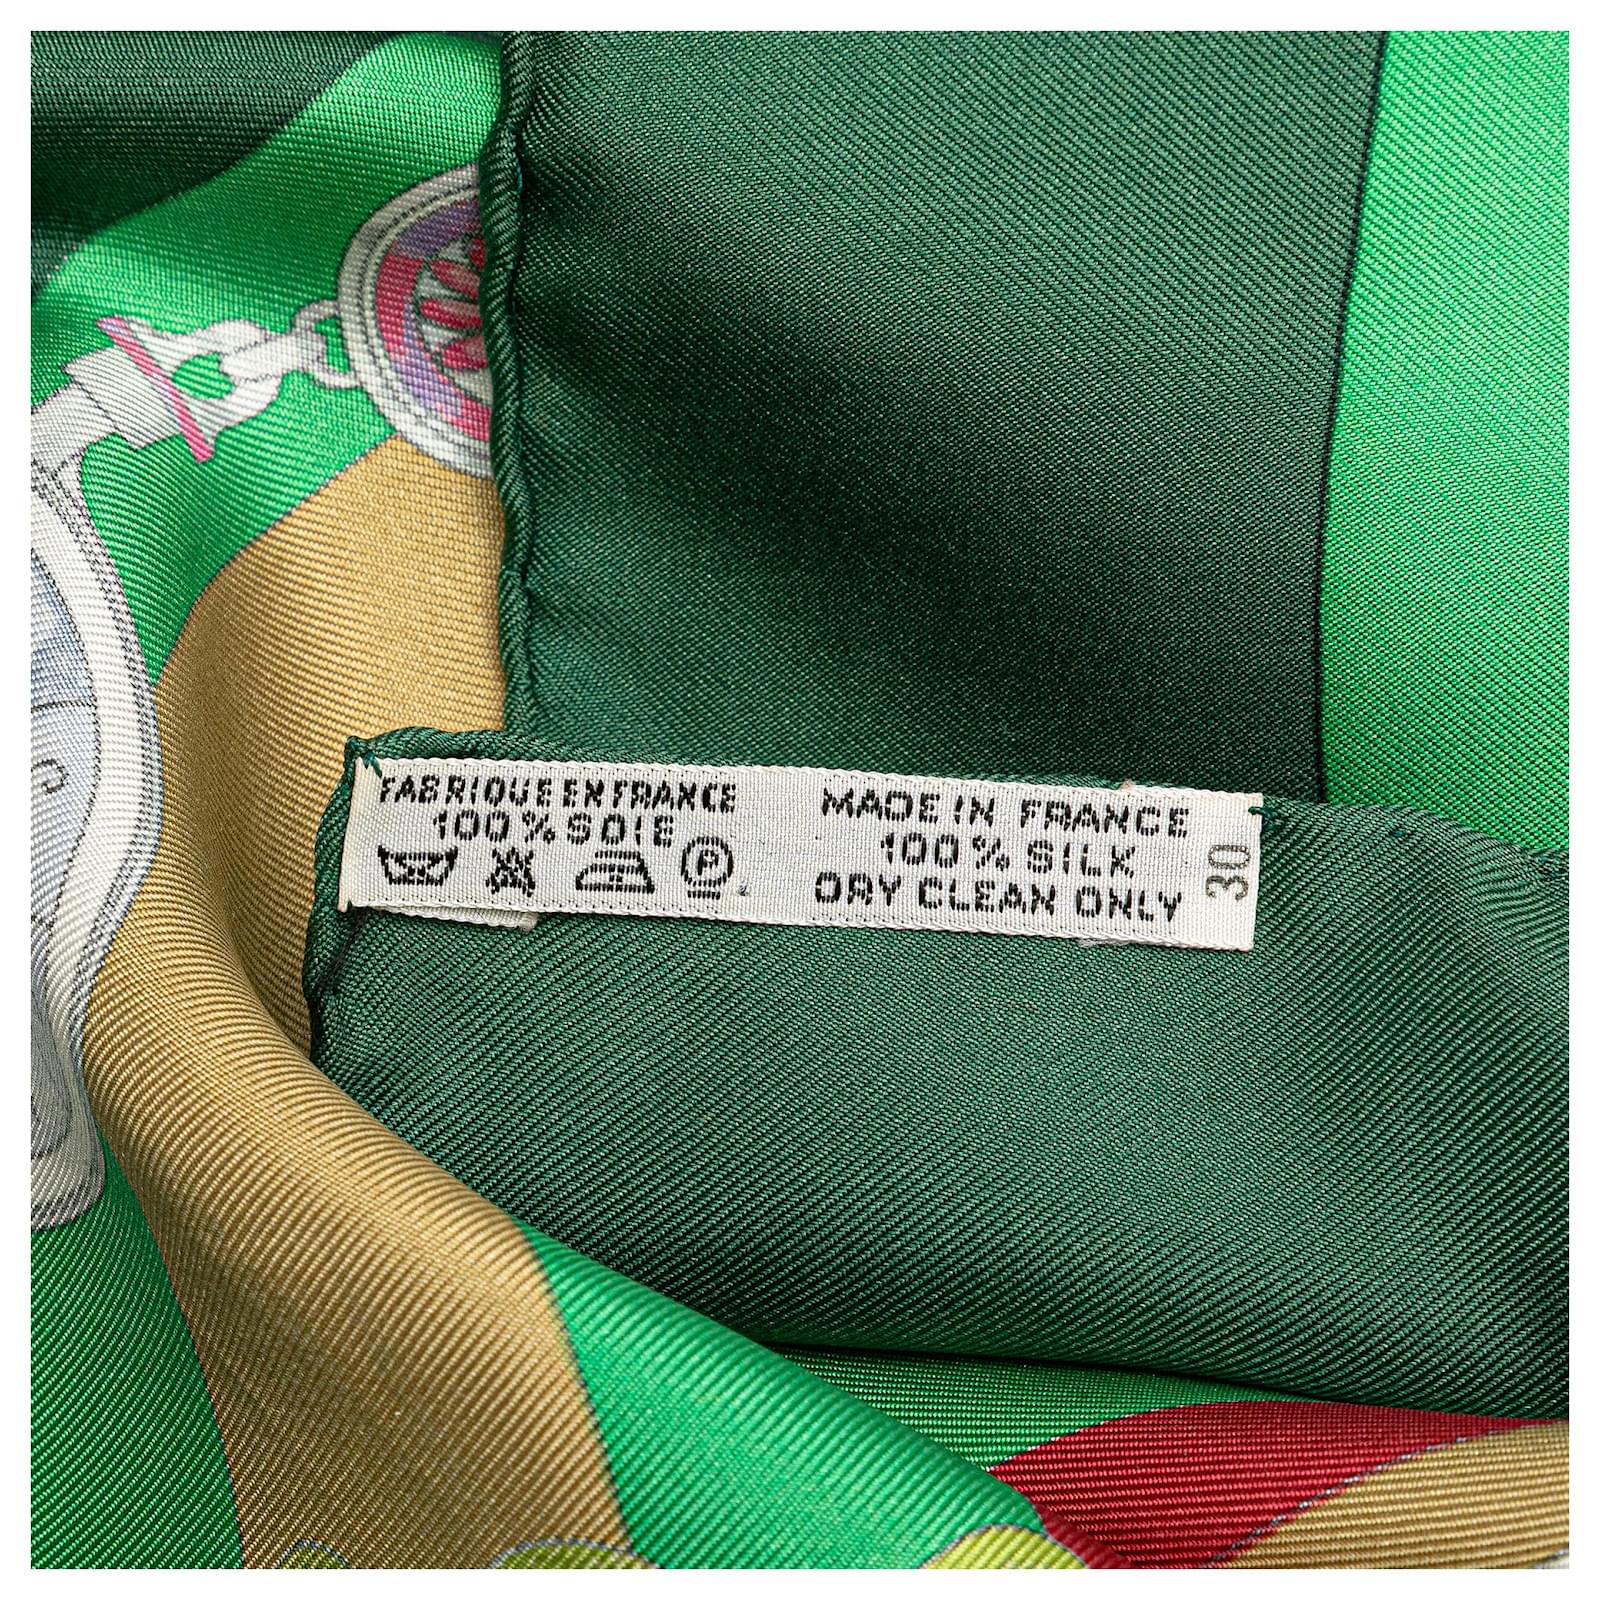 FABRIQUE EN FRANCE
100% SOIE
P
MADE IN FRANCE
100% SILK
DRY CLEAN ONLY
30